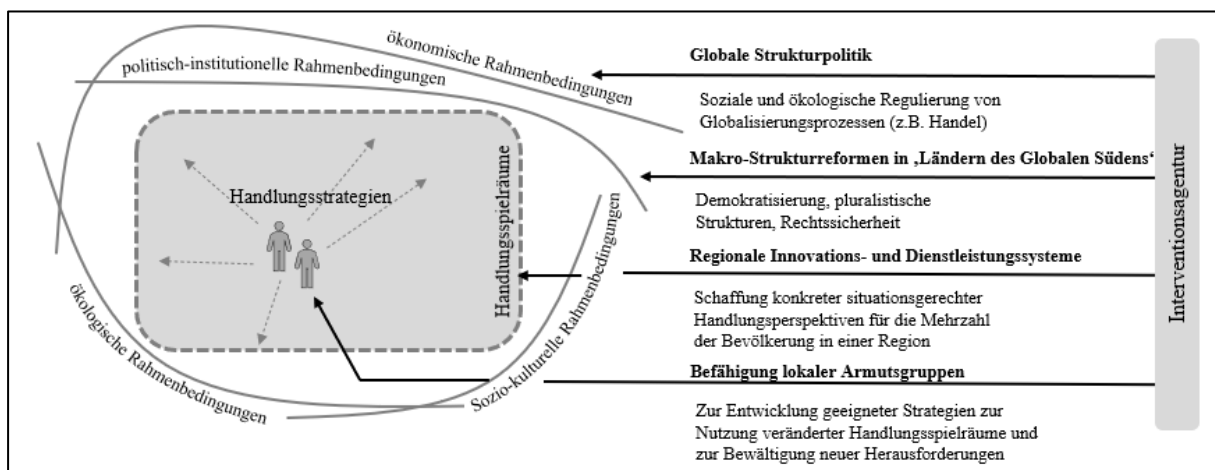 ökonomische Rahmenbedingungen
politisch-institutionelle Rahmenbedingungen
Handlungsstrategien
Handlungsspielräume
ökologische Rahmenbedingungen
Sozio-kulturelle Rahmenbedingungen
Globale Strukturpolitik
Soziale und ökologische Regulierung von
Globalisierungsprozessen (z.B. Handel)
Makro-Strukturreformen in ‚Ländern des Globalen Südens‘
Demokratisierung, pluralistische
Strukturen, Rechtssicherheit
Regionale Innovations- und Dienstleistungssysteme
Schaffung konkreter situationsgerechter
Handlungsperspektiven für die Mehrzahl
der Bevölkerung in einer Region
Befähigung lokaler Armutsgruppen
Zur Entwicklung geeigneter Strategien zur
Nutzung veränderter Handlungsspielräume und
zur Bewältigung neuer Herausforderungen
Interventionsagentur